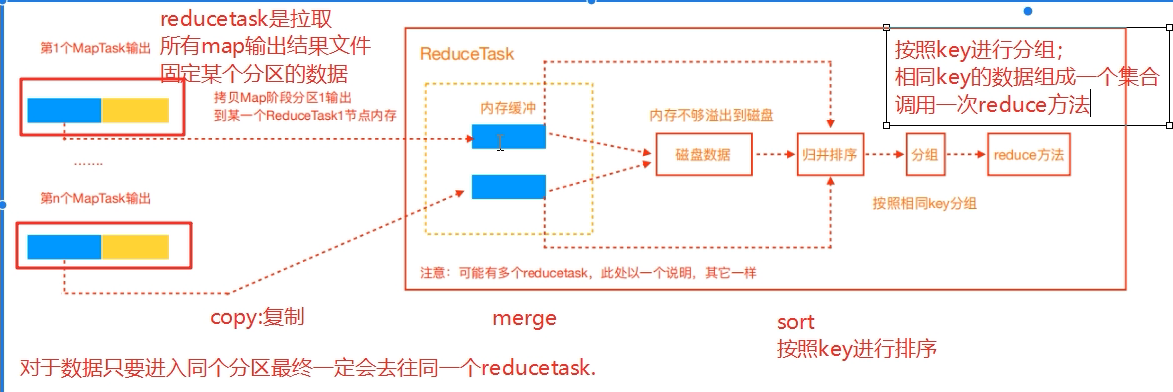 reducetask是拉取
所有map输出结果文件
固定某个分区的数据
第1个MapTask输出
拷贝Map阶段分区1输出
到某一个ReduceTask1节点内存
.......
第n个MapTask输出
copy:复制
ReduceTask
内存缓冲
内存不够溢出到磁盘
磁盘数据
归并排序
分组
reduce方法
按照相同key分组
按照key进行分组；
相同key的数据组成一个集合
调用一次reduce方法
注意：可能有多个reducetask，此处以一个说明，其它一样
merge
sort
按照key进行排序
对于数据只要进入同个分区最终一定会去往同一个reducetask.